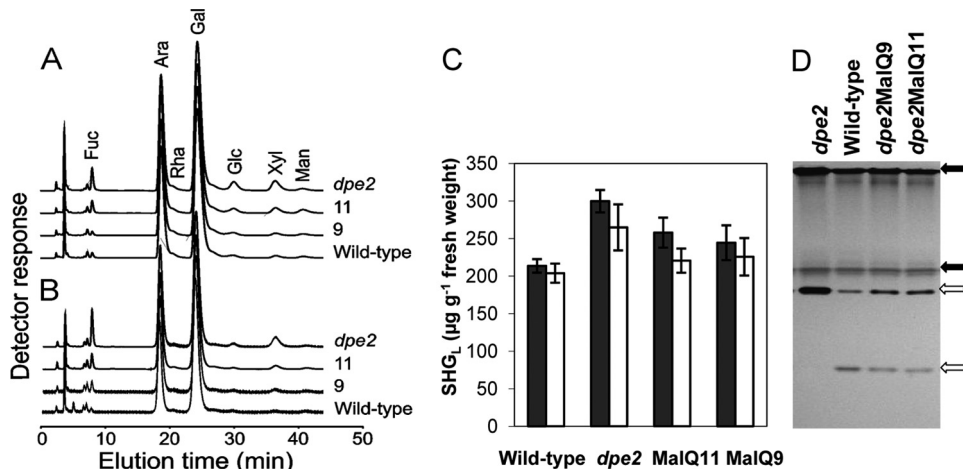 A
Fuc
Ara
Rha
Gal
Glc
Xyl
Man
dpe2
11
9
Wild-type
B
dpe2
11
9
Wild-type
Detector response
0
10
20
30
40
50
Elution time (min)
C
SHGL (µg g-1 fresh weight)
350
300
250
200
150
100
50
0
Wild-type
dpe2
MalQ11
MalQ9
D
dpe2
Wild-type
dpe2MalQ9
dpe2MalQ11